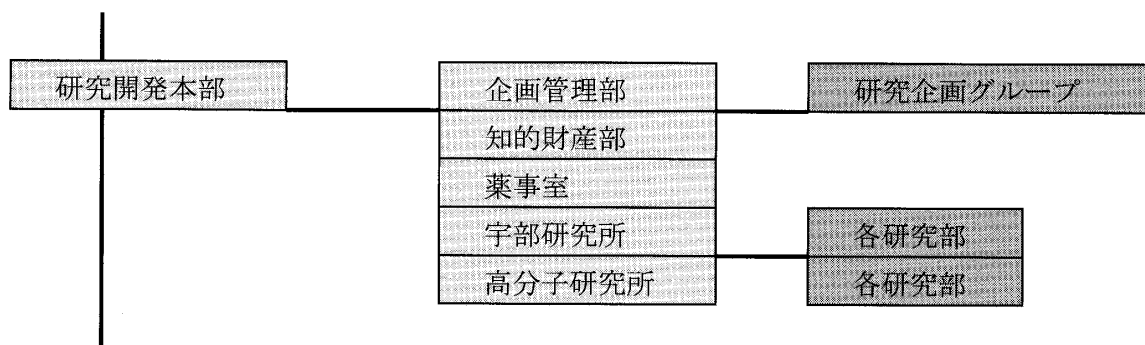 研究開発本部
企画管理部
研究企画グループ
知的財産部
薬事室
宇部研究所
各研究部
高分子研究所
各研究部